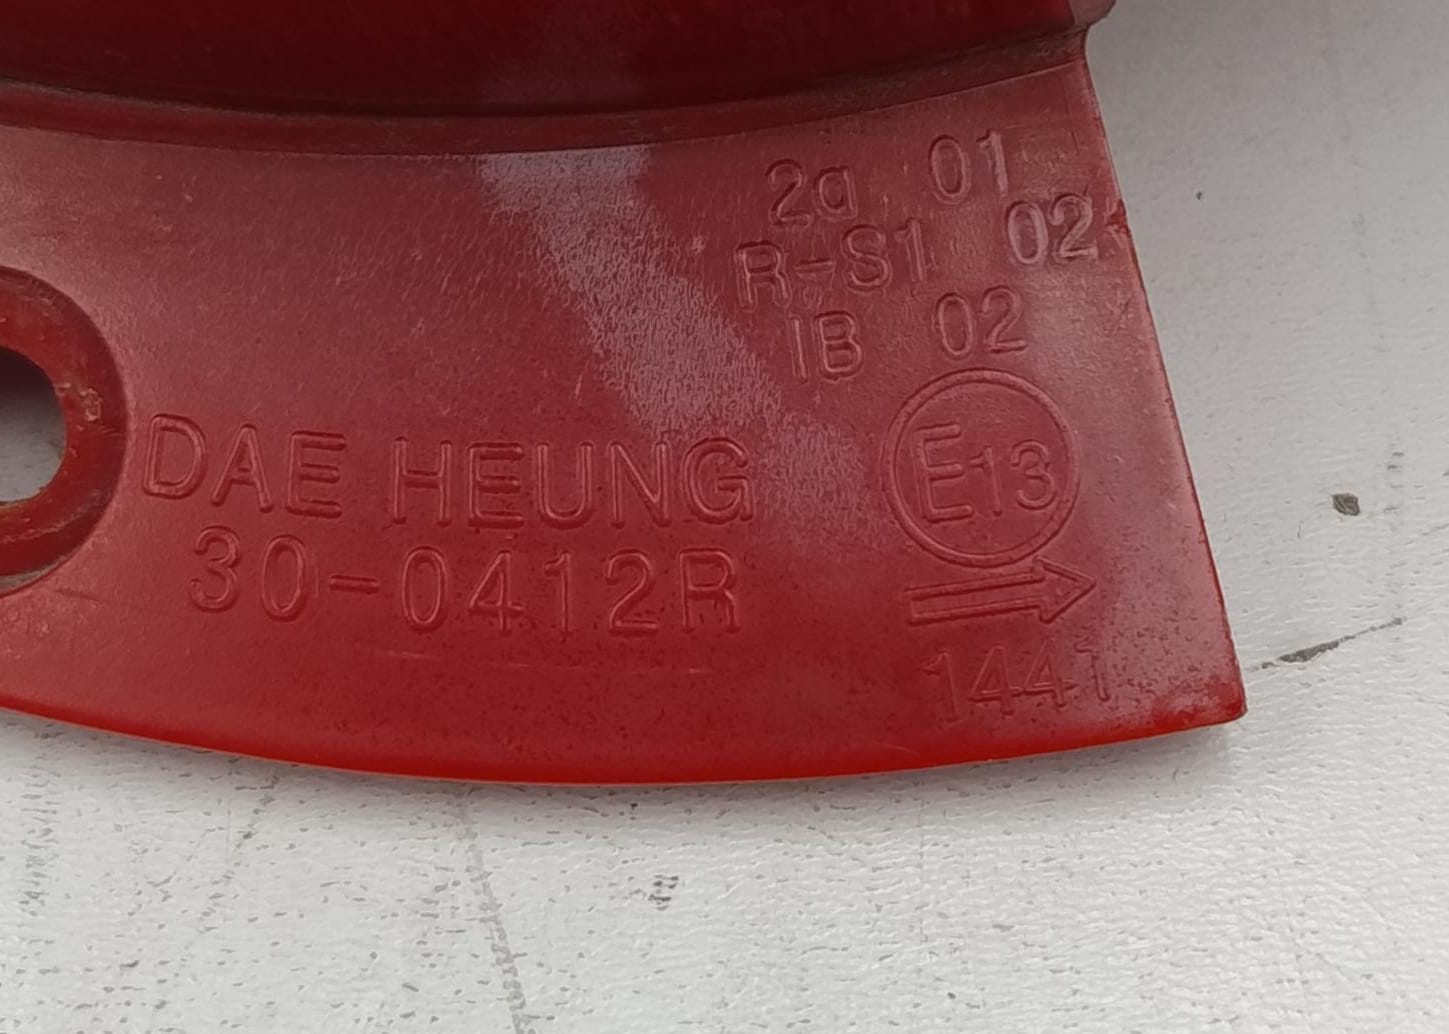 2a 01
R-S1 02
IB 02
E13
DAE HEUNG
30-0412R
1441